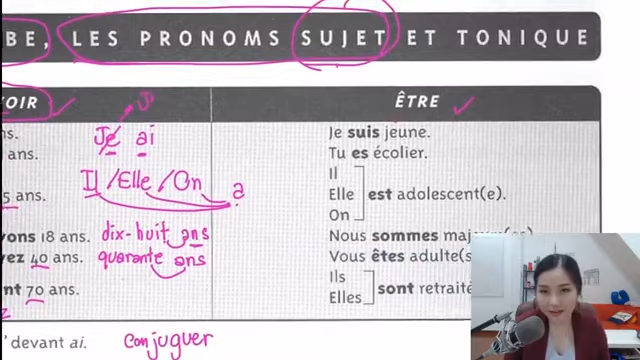 BE, LES PRONOMS SUJET ET TONIQUE
VOIR
ÊTRE
J'
Je ai
Je suis jeune.
ns.
Tu es écolier.
ans.
Il
Il /Elle /On
a
Elle est adolescent(e).
5 ans.
On
vons 18 ans.
dix-huit ans
Nous sommes maj
vez 40 ans.
quarante ans
Vous êtes adulte(s
Ils
nt 70 ans.
sont retraité
Elles
' devant ai.
conjuguer